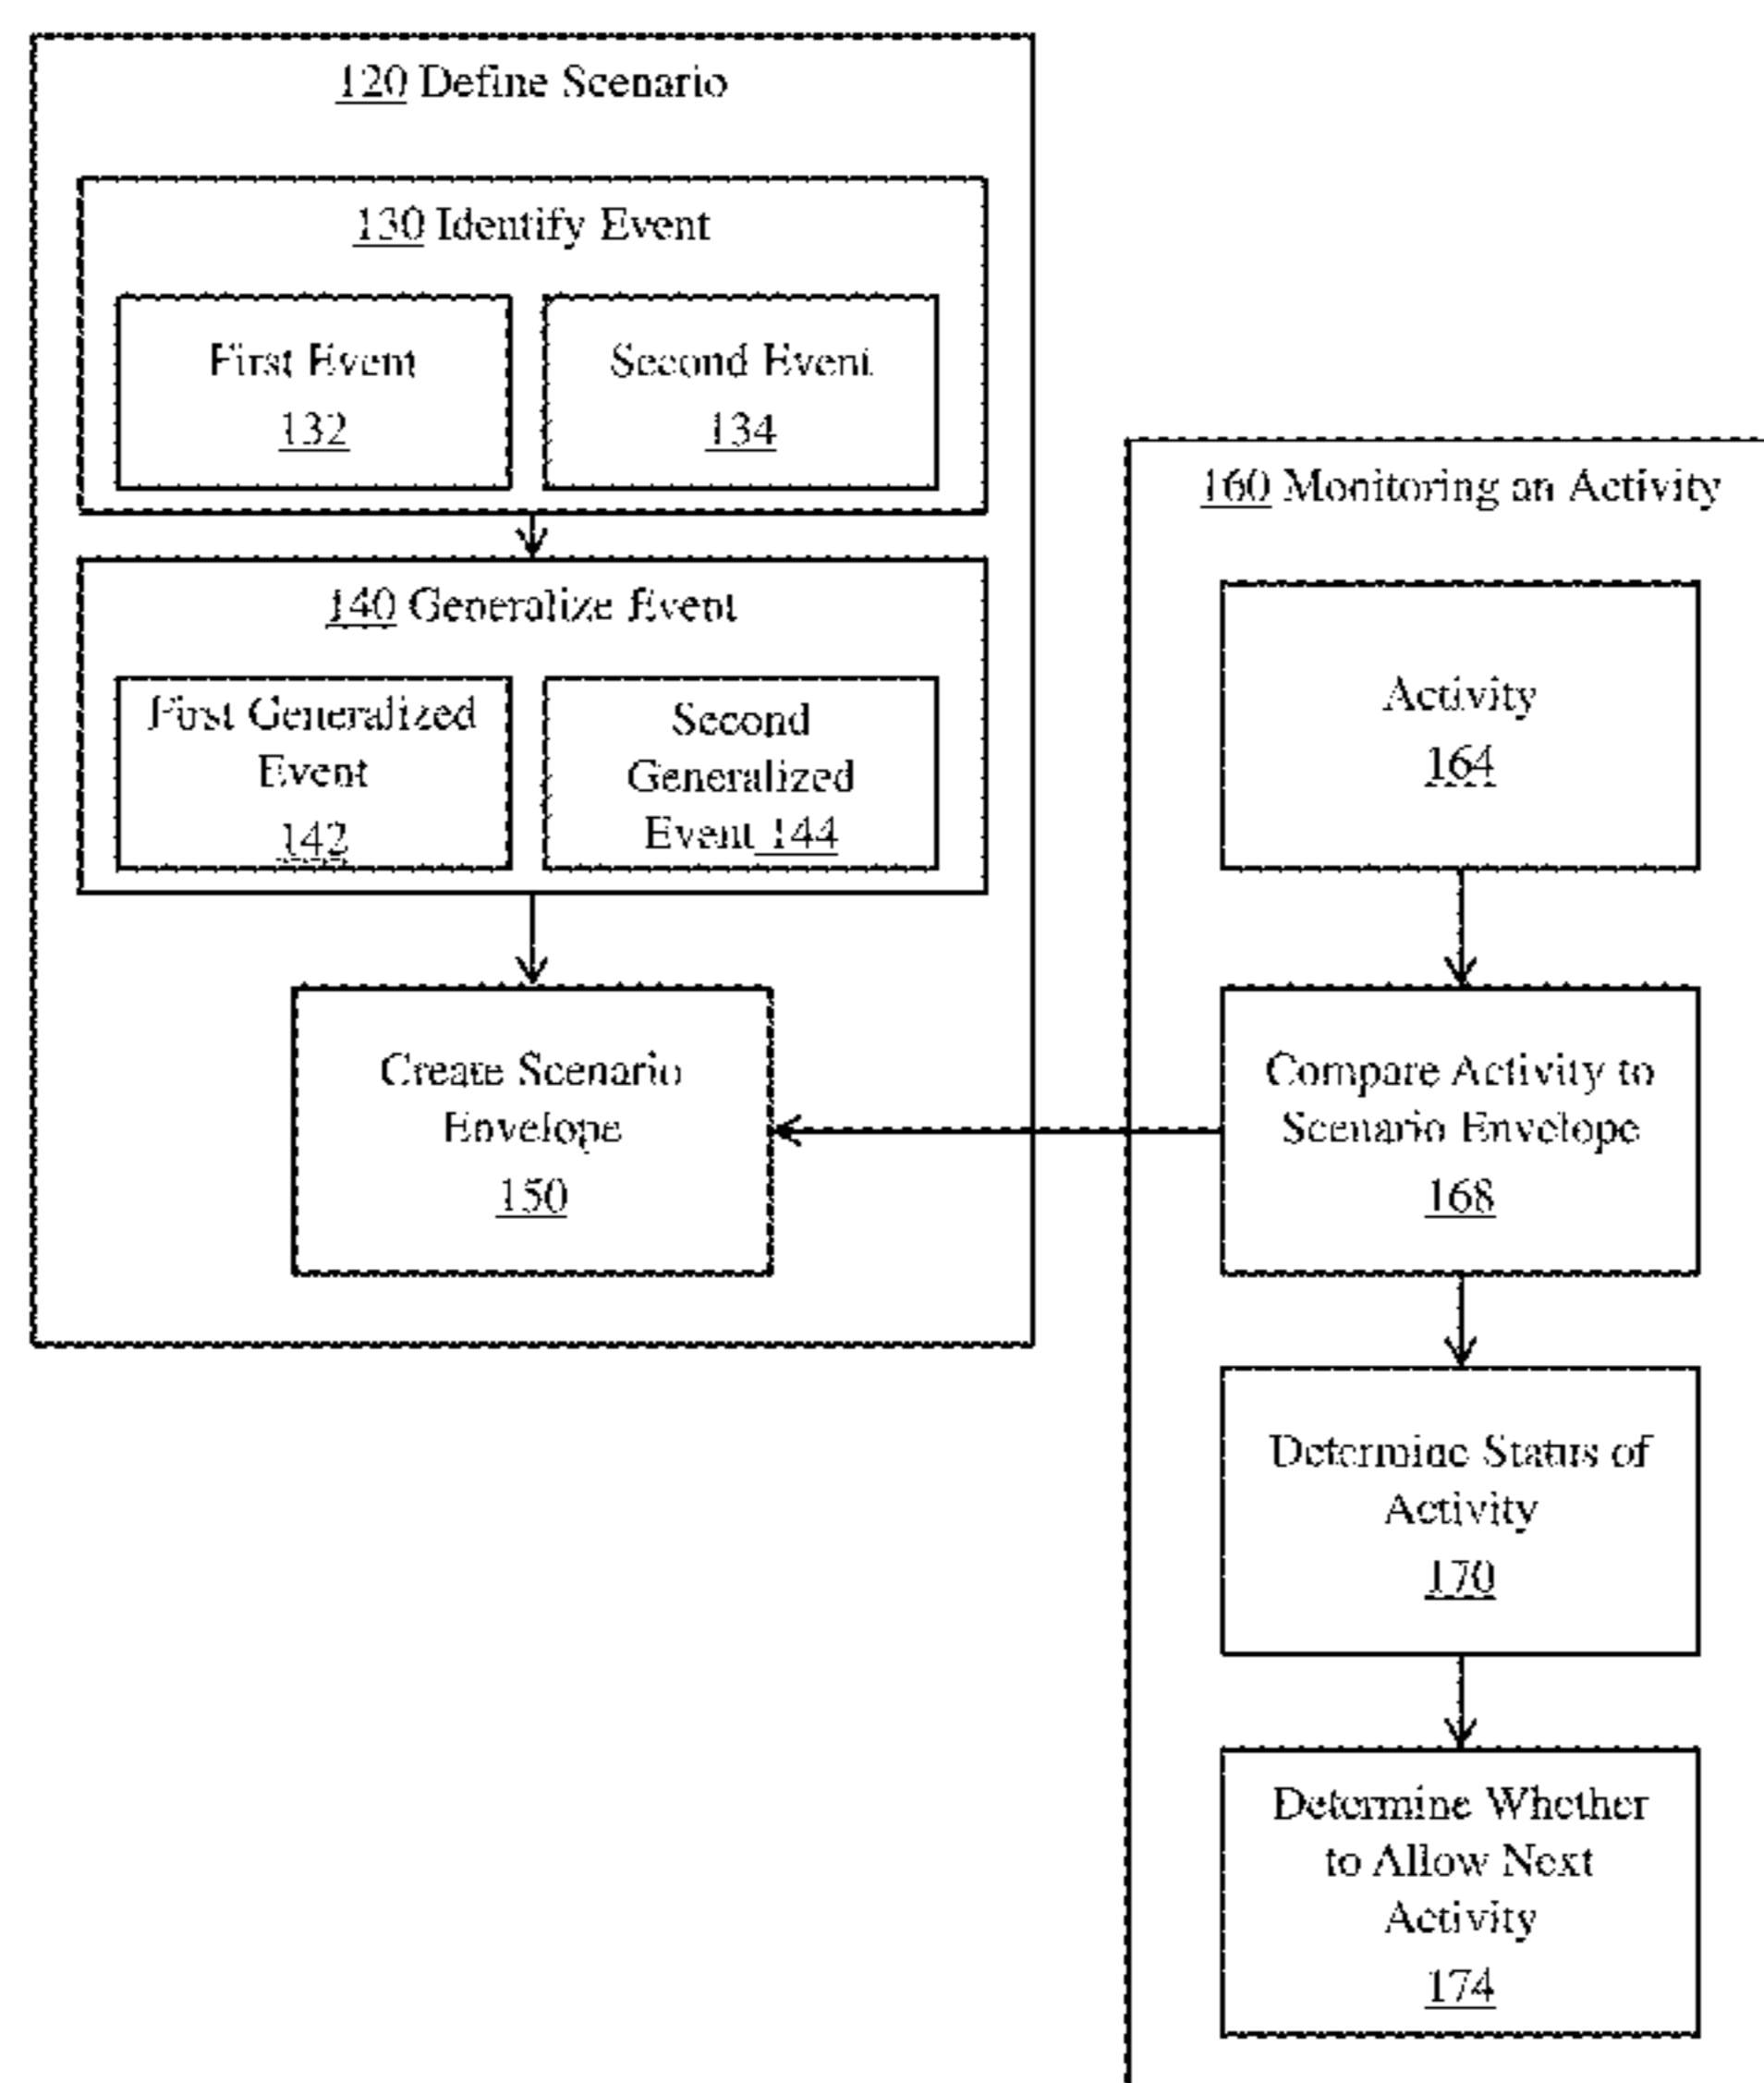 120 Define Scenario
130 Identify Event
First Event
132
Second Event
134
140 Generalize Event
First Generalized
Event
142
Second
Generalized
Event 144
Create Scenario
Envelope
150
160 Monitoring an Activity
Activity
164
Compare Activity to
Scenario Envelope
168
Determine Status of
Activity
170
Determine Whether
to Allow Next
Activity
174